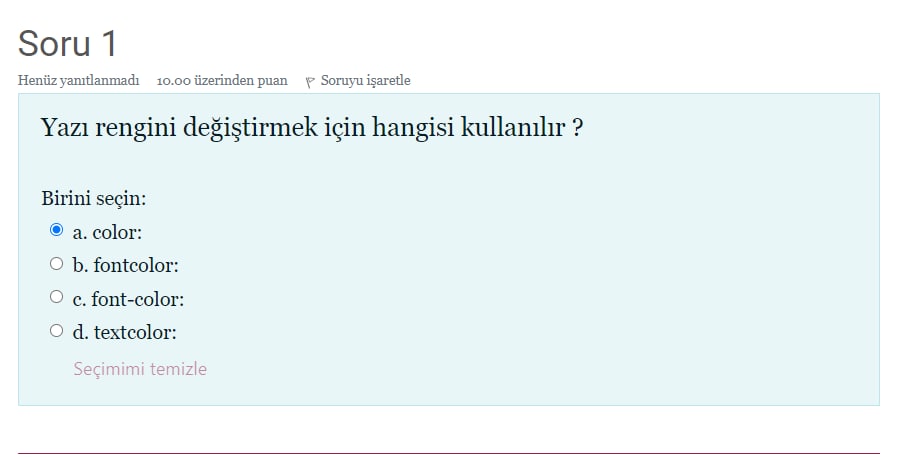 Soru 1
Henüz yanıtlanmadı 10.00 üzerinden puan Soruyu işaretle
Yazı rengini değiştirmek için hangisi kullanılır ?
Birini seçin:
a. color:
b. fontcolor:
c. font-color:
d. textcolor:
Seçimimi temizle